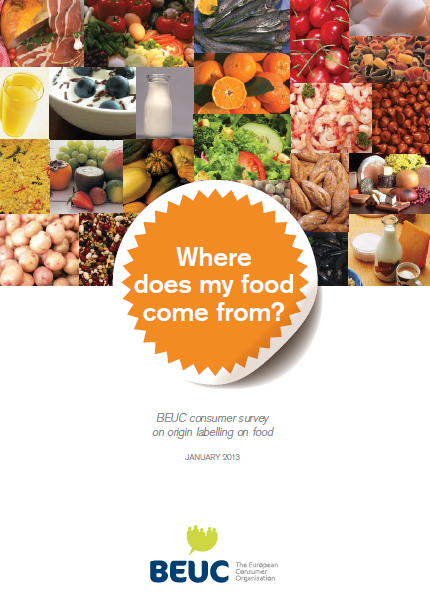 Where
does my food
come from?
BEUC consumer survey
on origin labelling on food
JANUARY 2013
BEUC
The European
Consumer
Organisation